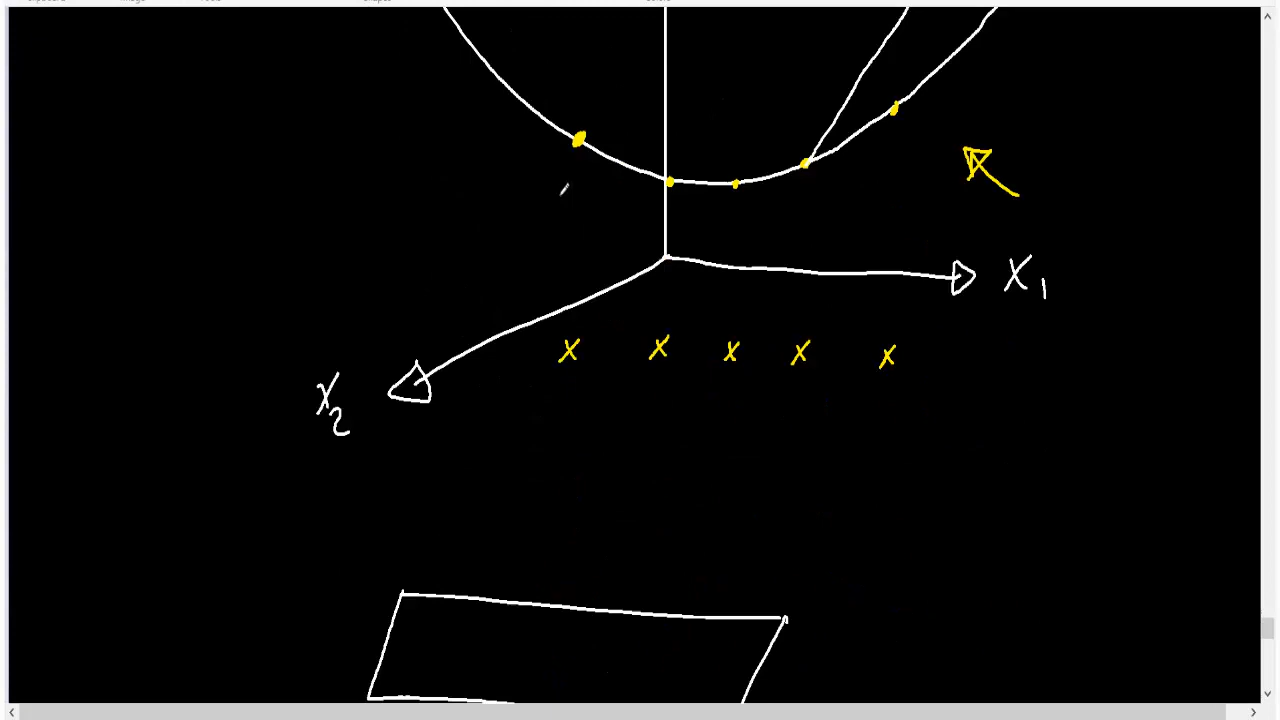 X₁
x x x x x
X₂